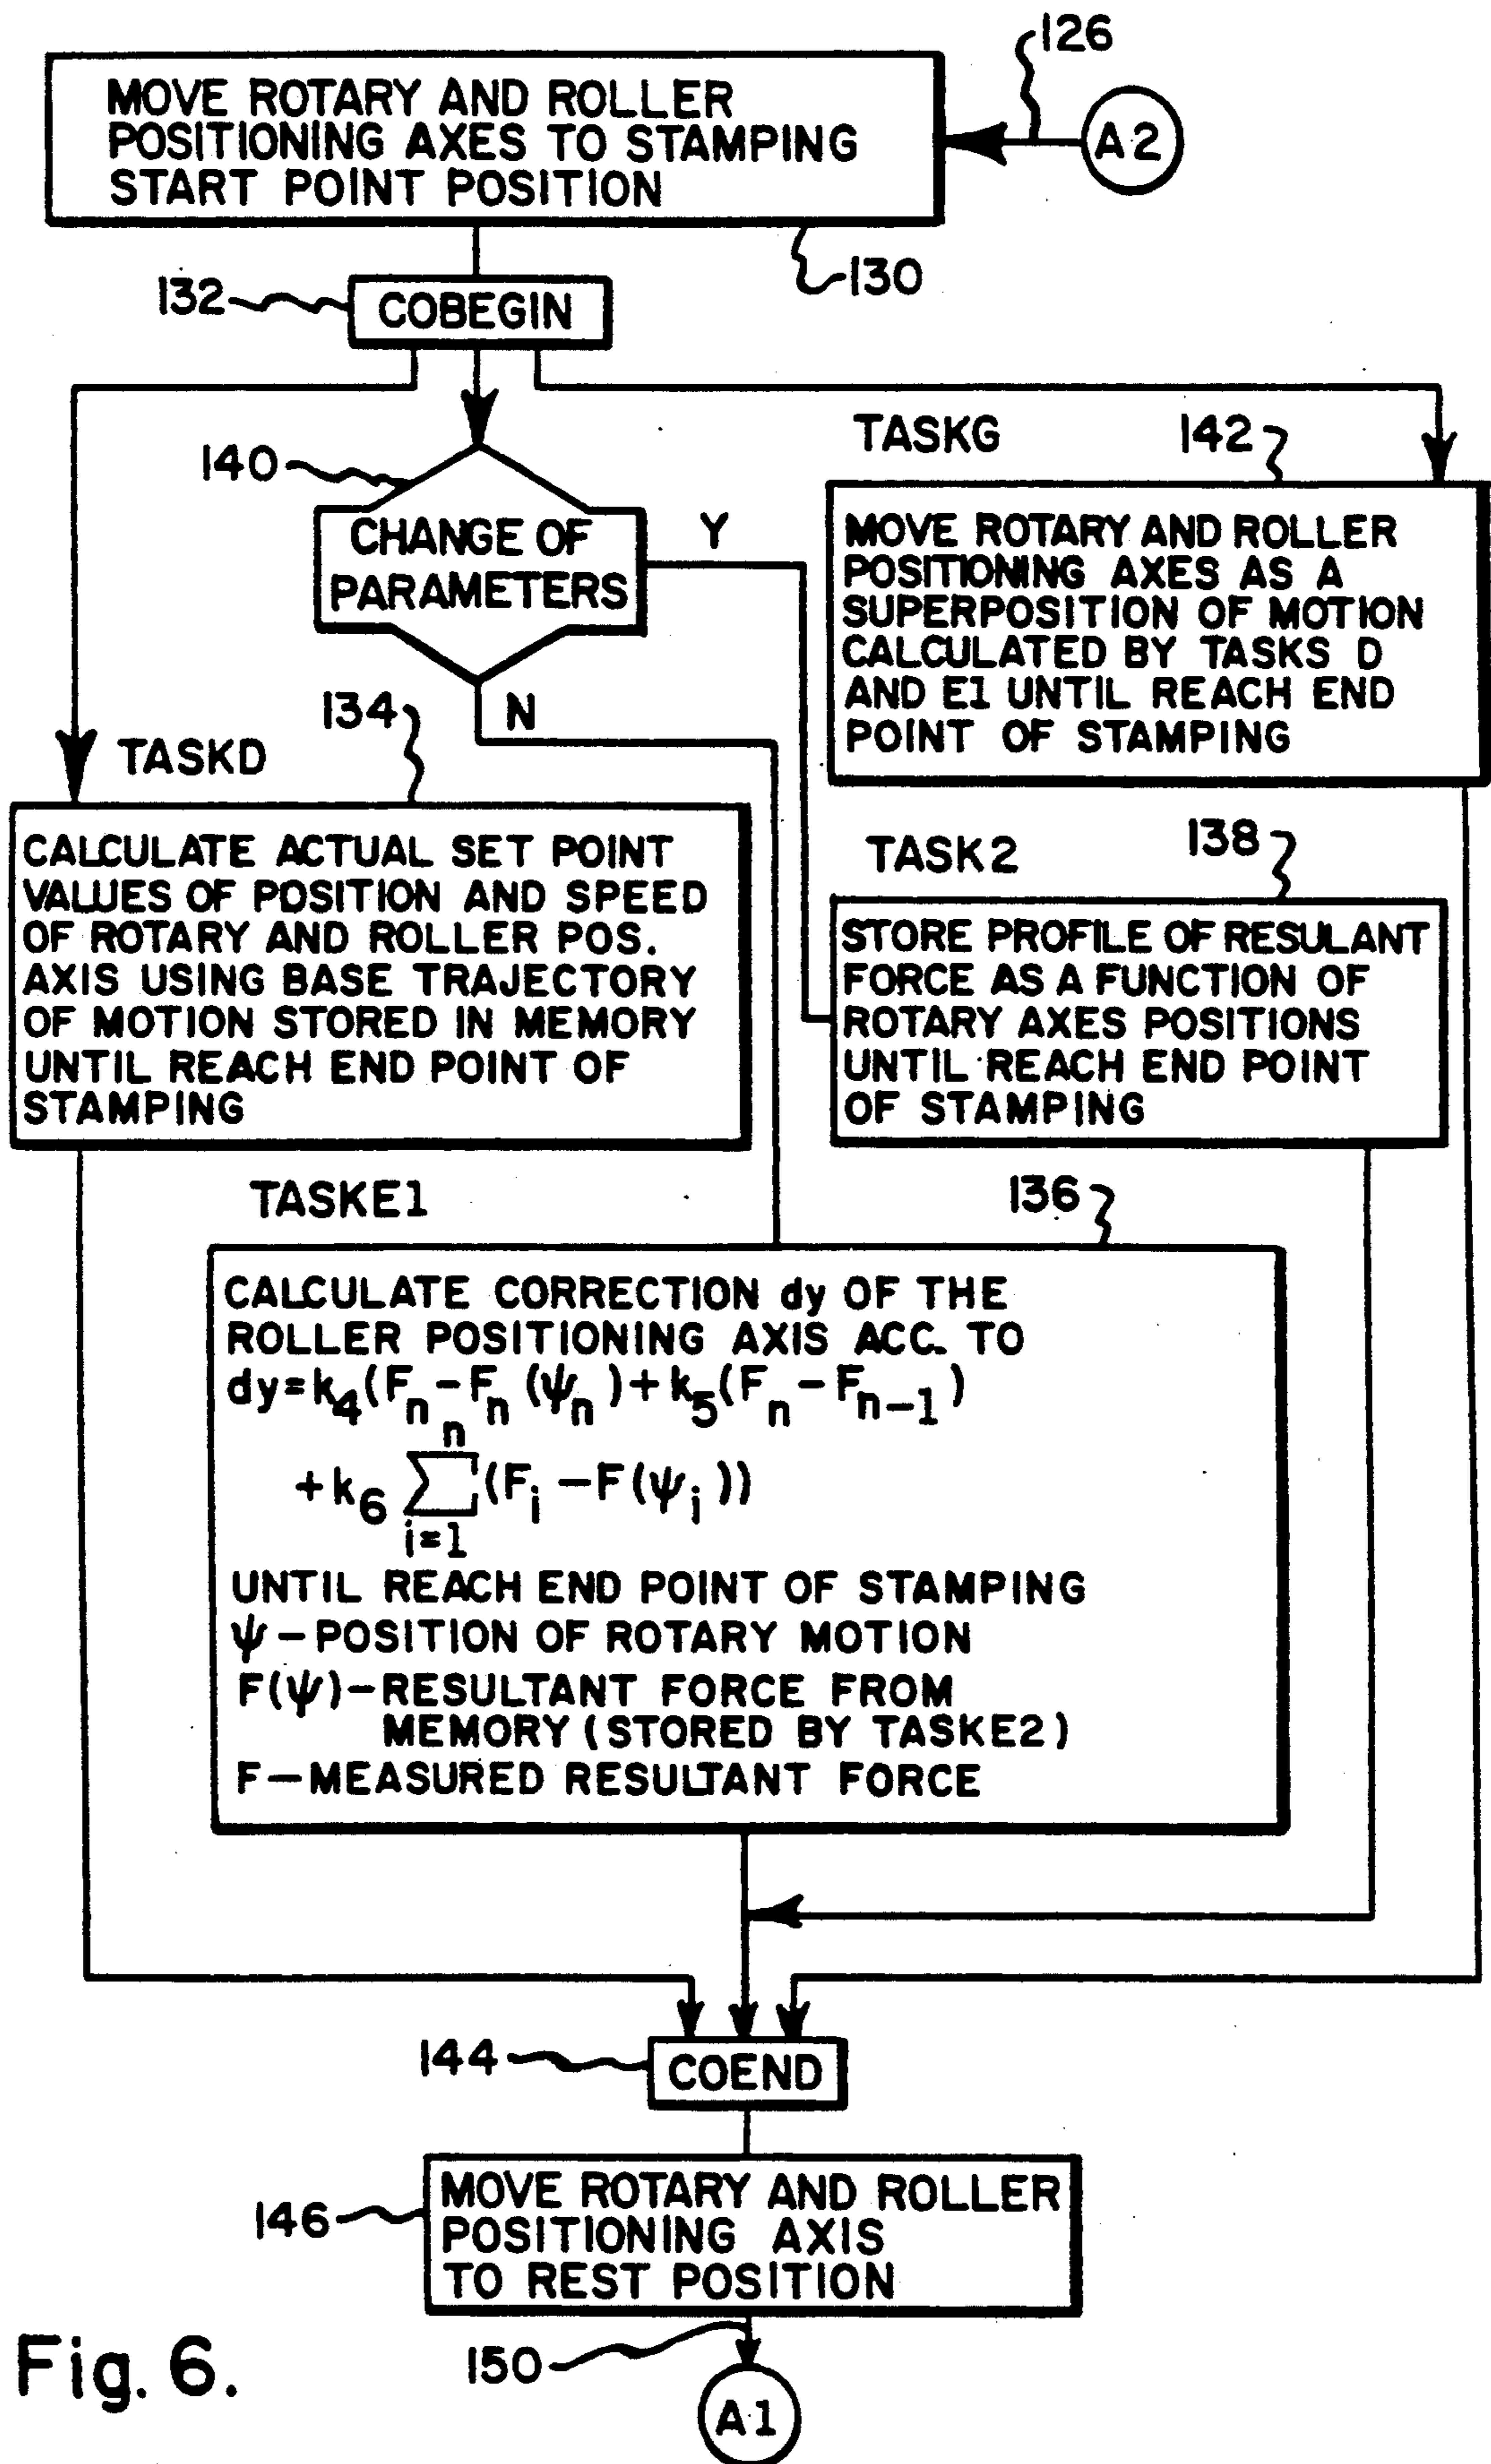 126
MOVE ROTARY AND ROLLER
POSITIONING AXES TO STAMPING
START POINT POSITION
A2
130
132
COBEGIN
140
CHANGE OF
PARAMETERS
Y
N
TASKG
142
MOVE ROTARY AND ROLLER
POSITIONING AXES AS A
SUPERPOSITION OF MOTION
CALCULATED BY TASKS D
AND E1 UNTIL REACH END
POINT OF STAMPING
134
TASKD
CALCULATE ACTUAL SET POINT
VALUES OF POSITION AND SPEED
OF ROTARY AND ROLLER POS.
AXIS USING BASE TRAJECTORY
OF MOTION STORED IN MEMORY
UNTIL REACH END POINT OF
STAMPING
TASK2
138
STORE PROFILE OF RESULANT
FORCE AS A FUNCTION OF
ROTARY AXES POSITIONS
UNTIL REACH END POINT
OF STAMPING
TASKE1
136
CALCULATE CORRECTION dy OF THE
ROLLER POSITIONING AXIS ACC. TO
dy=k₄(Fₙ–Fₙ(ψₙ)+k₅(Fₙ–Fₙ₋₁)
+k₆ ∑ⁿᵢ₌₁(Fᵢ–F(ψᵢ))
UNTIL REACH END POINT OF STAMPING
ψ–POSITION OF ROTARY MOTION
F(ψ)–RESULTANT FORCE FROM
MEMORY (STORED BY TASKE2)
F–MEASURED RESULTANT FORCE
144
COEND
146
MOVE ROTARY AND ROLLER
POSITIONING AXIS
TO REST POSITION
150
A1
Fig. 6.